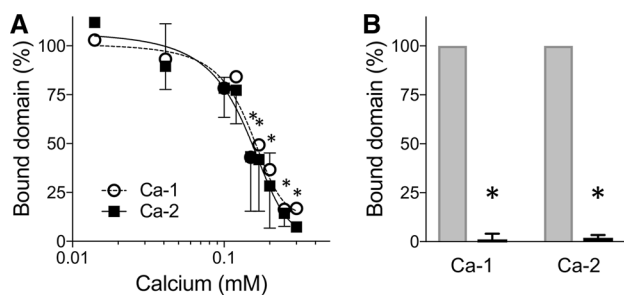 A
Bound domain (%)
100
75
50
25
0
* * * * *
Ca-1
Ca-2
0.01
0.1
1
Calcium (mM)
B
Bound domain (%)
100
75
50
25
0
* *
Ca-1 Ca-2